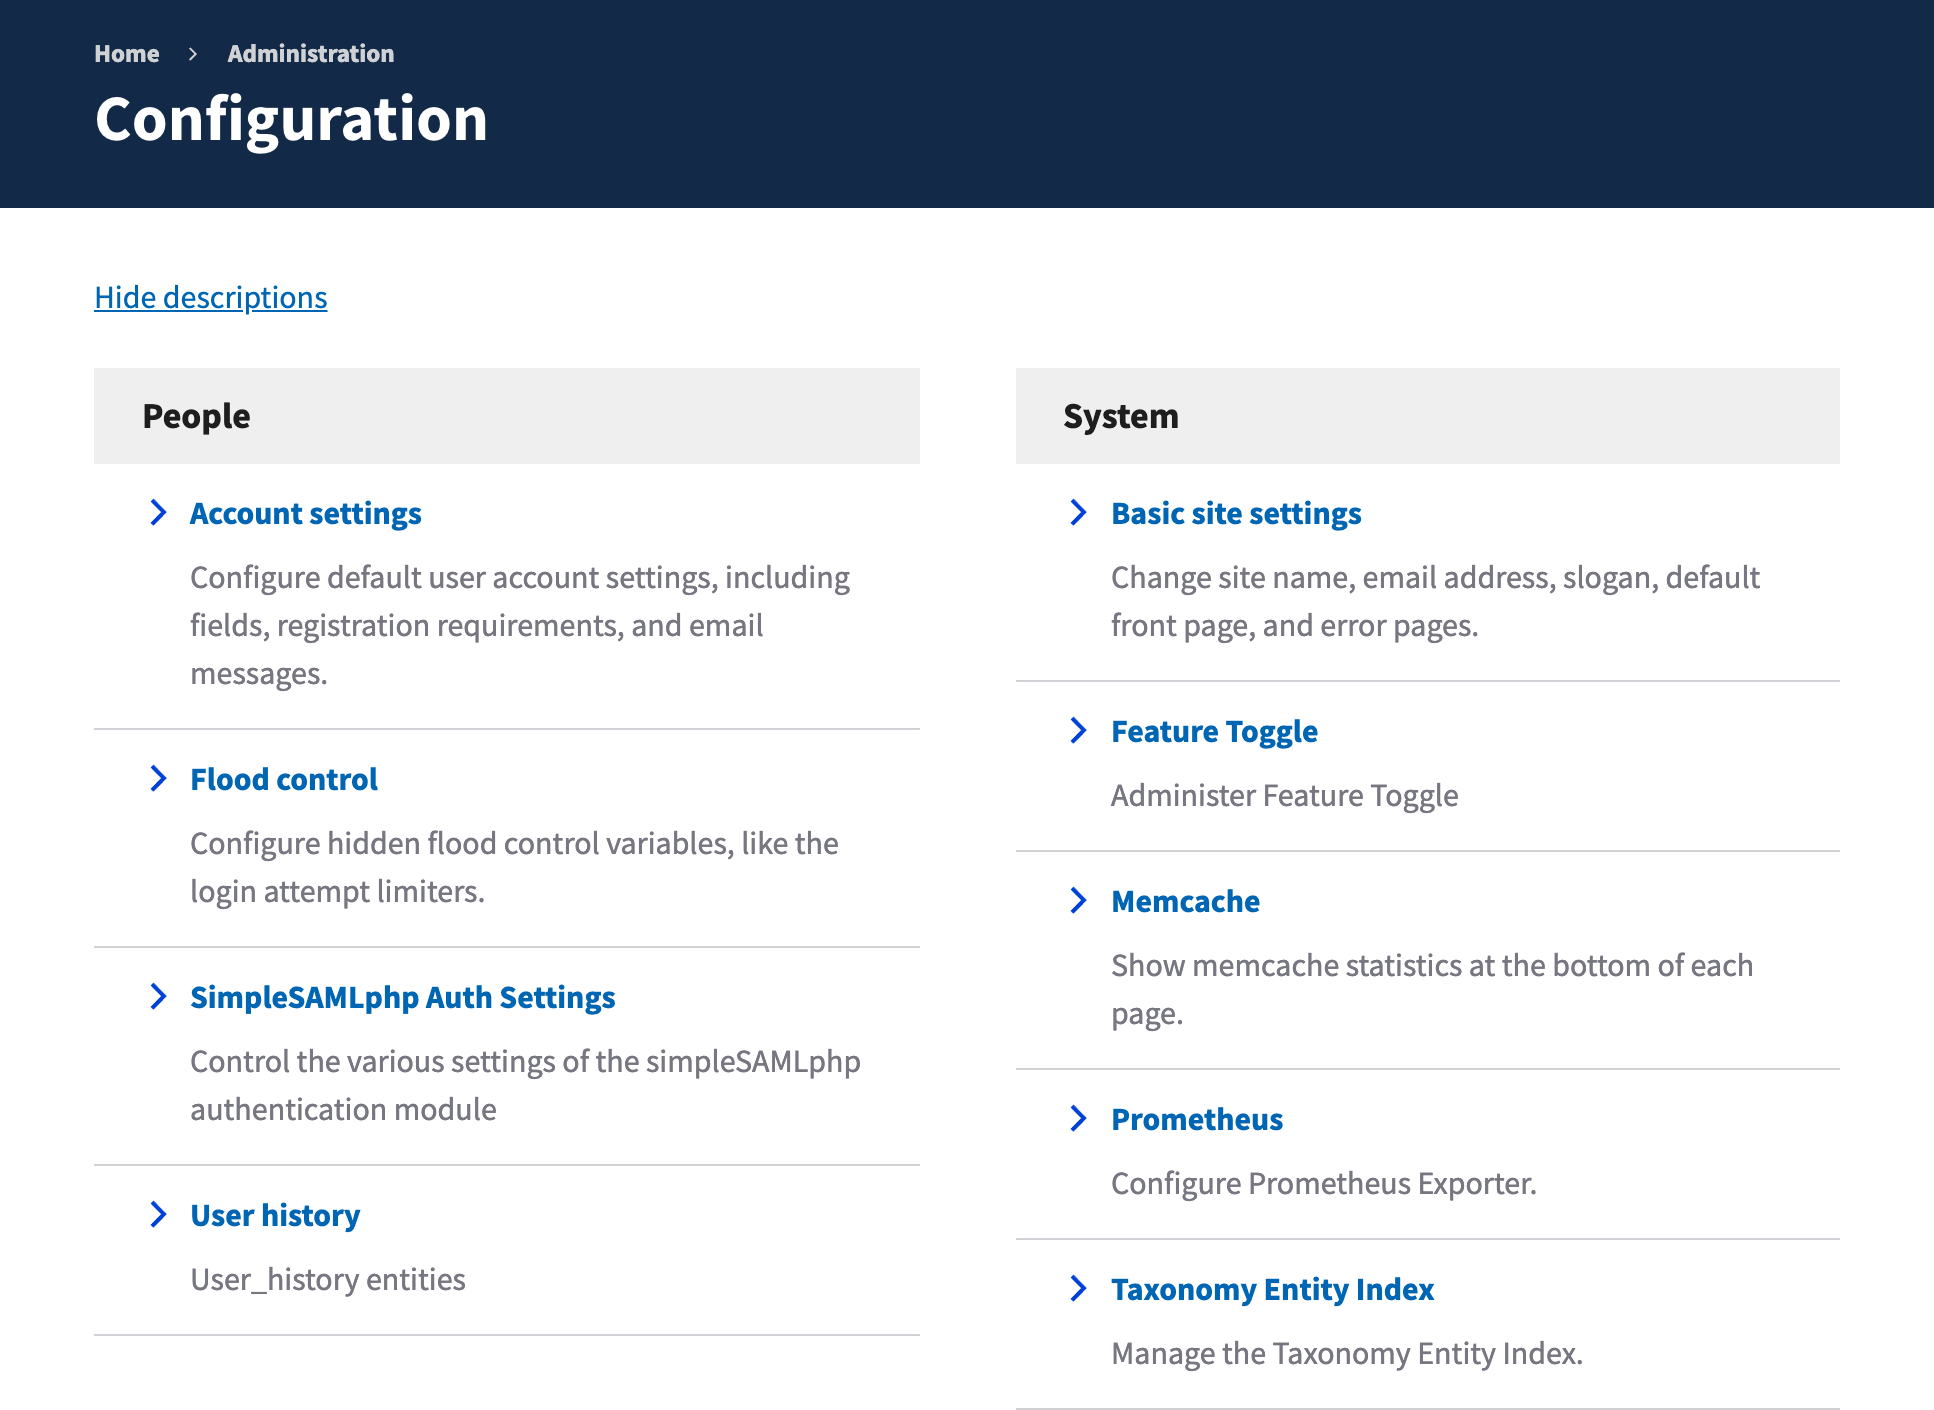 Home > Administration
Configuration
Hide descriptions
People
Account settings
Configure default user account settings, including
fields, registration requirements, and email
messages.
Flood control
Configure hidden flood control variables, like the
login attempt limiters.
SimpleSAMLphp Auth Settings
Control the various settings of the simpleSAMLphp
authentication module
User history
User_history entities
System
Basic site settings
Change site name, email address, slogan, default
front page, and error pages.
Feature Toggle
Administer Feature Toggle
Memcache
Show memcache statistics at the bottom of each
page.
Prometheus
Configure Prometheus Exporter.
Taxonomy Entity Index
Manage the Taxonomy Entity Index.